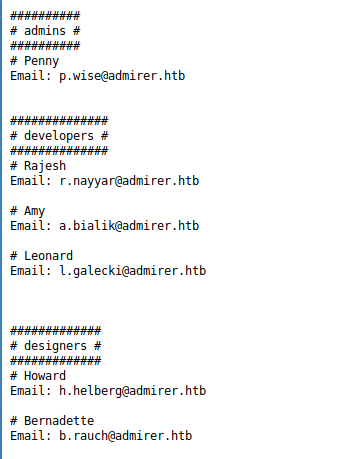 ##########
# admins #
##########
# Penny
Email: p.wise@admirer.htb
##############
# developers #
##############
# Rajesh
Email: r.nayyar@admirer.htb
# Amy
Email: a.bialik@admirer.htb
# Leonard
Email: l.galecki@admirer.htb
#############
# designers #
#############
# Howard
Email: h.helberg@admirer.htb
# Bernadette
Email: b.rauch@admirer.htb